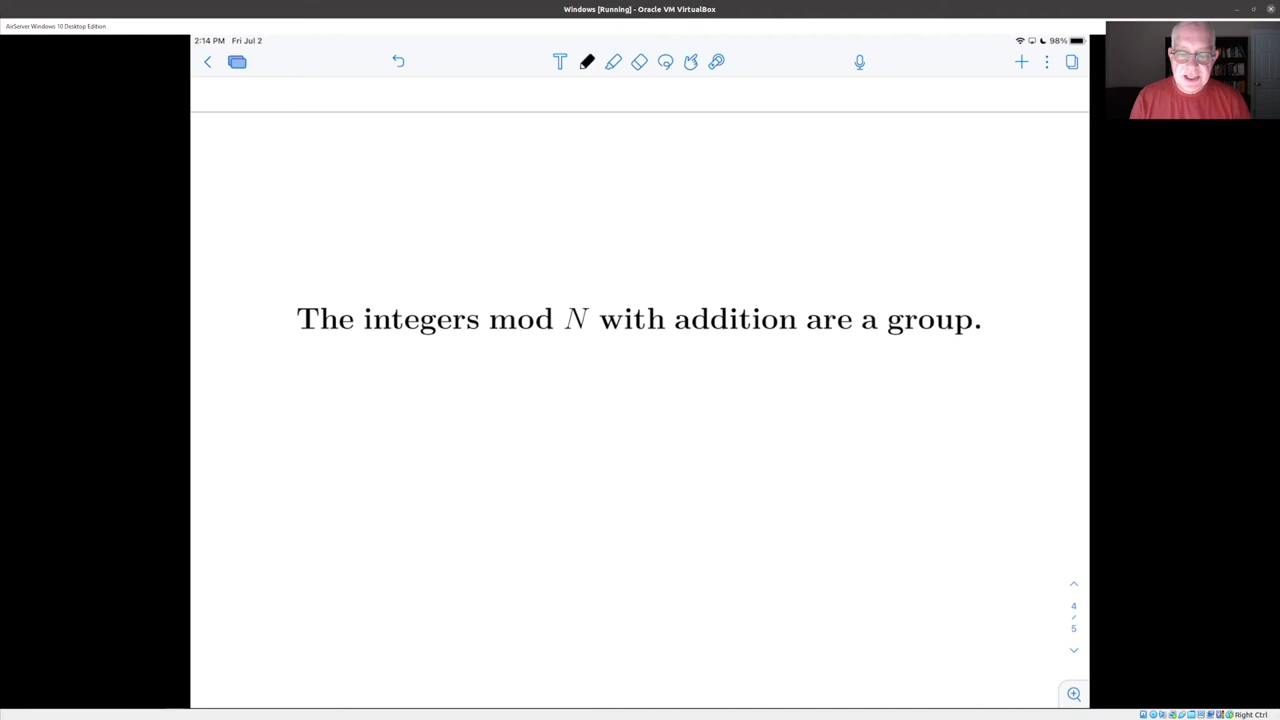 Windows [Running] - Oracle VM VirtualBox
AirServer Windows 10 Desktop Edition
2:14 PM Fri Jul 2
98%
The integers mod N with addition are a group.
4
/
5
Right Ctrl